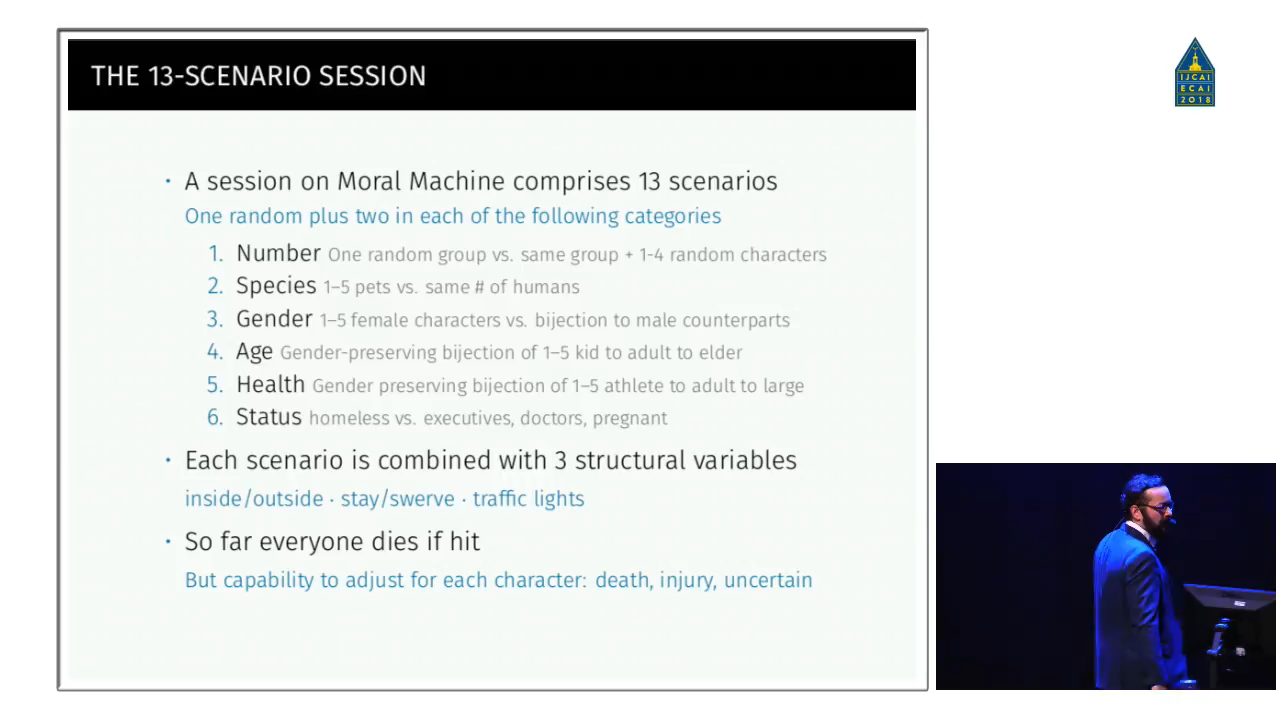 THE 13-SCENARIO SESSION
· A session on Moral Machine comprises 13 scenarios
One random plus two in each of the following categories
1. Number One random group vs. same group + 1-4 random characters
2. Species 1–5 pets vs. same # of humans
3. Gender 1–5 female characters vs. bijection to male counterparts
4. Age Gender-preserving bijection of 1–5 kid to adult to elder
5. Health Gender preserving bijection of 1–5 athlete to adult to large
6. Status homeless vs. executives, doctors, pregnant
· Each scenario is combined with 3 structural variables
inside/outside · stay/swerve · traffic lights
· So far everyone dies if hit
But capability to adjust for each character: death, injury, uncertain
IJCAI
ECAI
2018